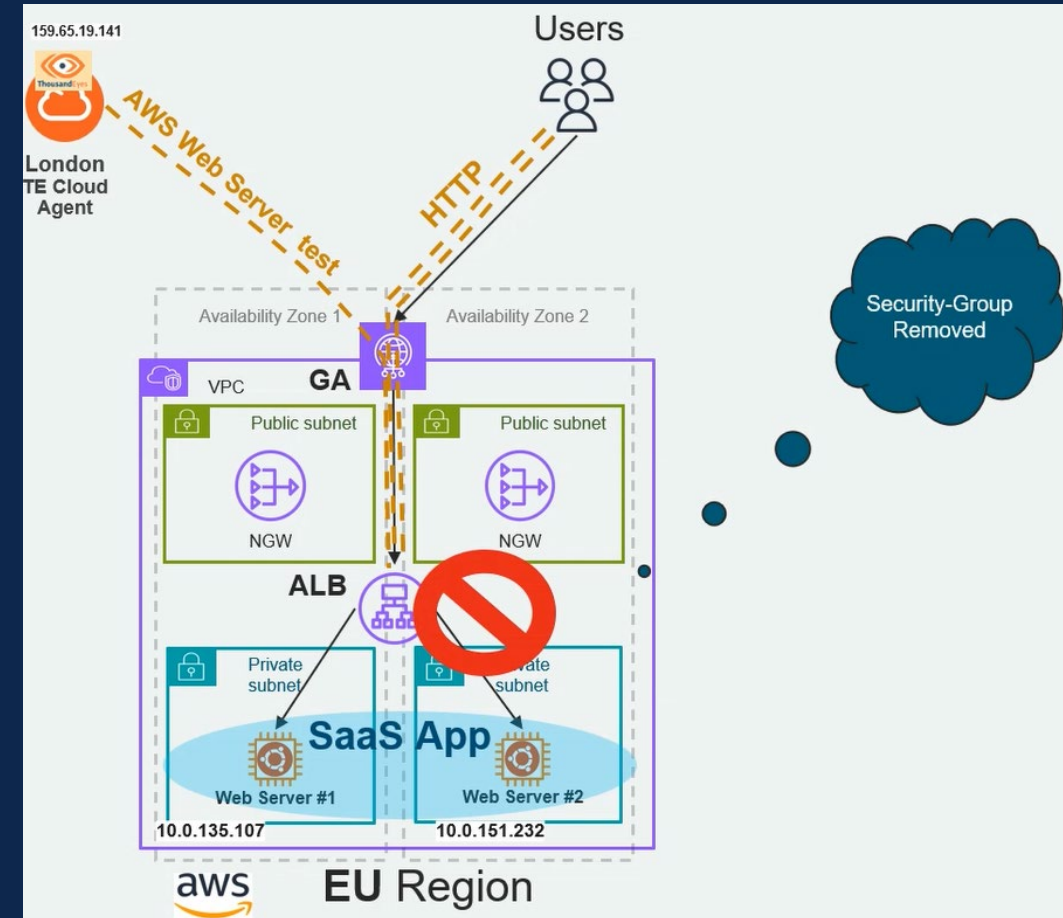 159.65.19.141
ThousandEyes
London
TE Cloud
Agent
AWS Web Server test
Users
HTTP
Security-Group
Removed
Availability Zone 1
Availability Zone 2
VPC
GA
Public subnet
Public subnet
NGW
NGW
ALB
Private
subnet
subnet
SaaS App
Web Server #1
Web Server #2
10.0.135.107
10.0.151.232
aws
EU Region